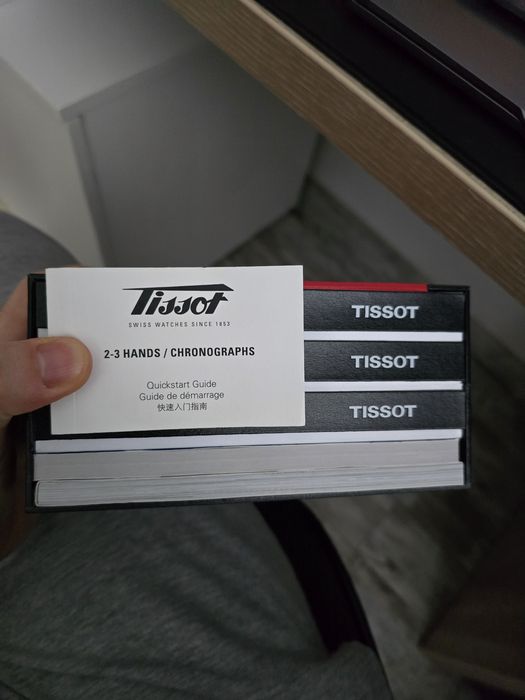 Tissot
SWISS WATCHES SINCE 1853
2-3 HANDS / CHRONOGRAPHS
Quickstart Guide
Guide de démarrage
快速入门指南
TISSOT
TISSOT
TISSOT